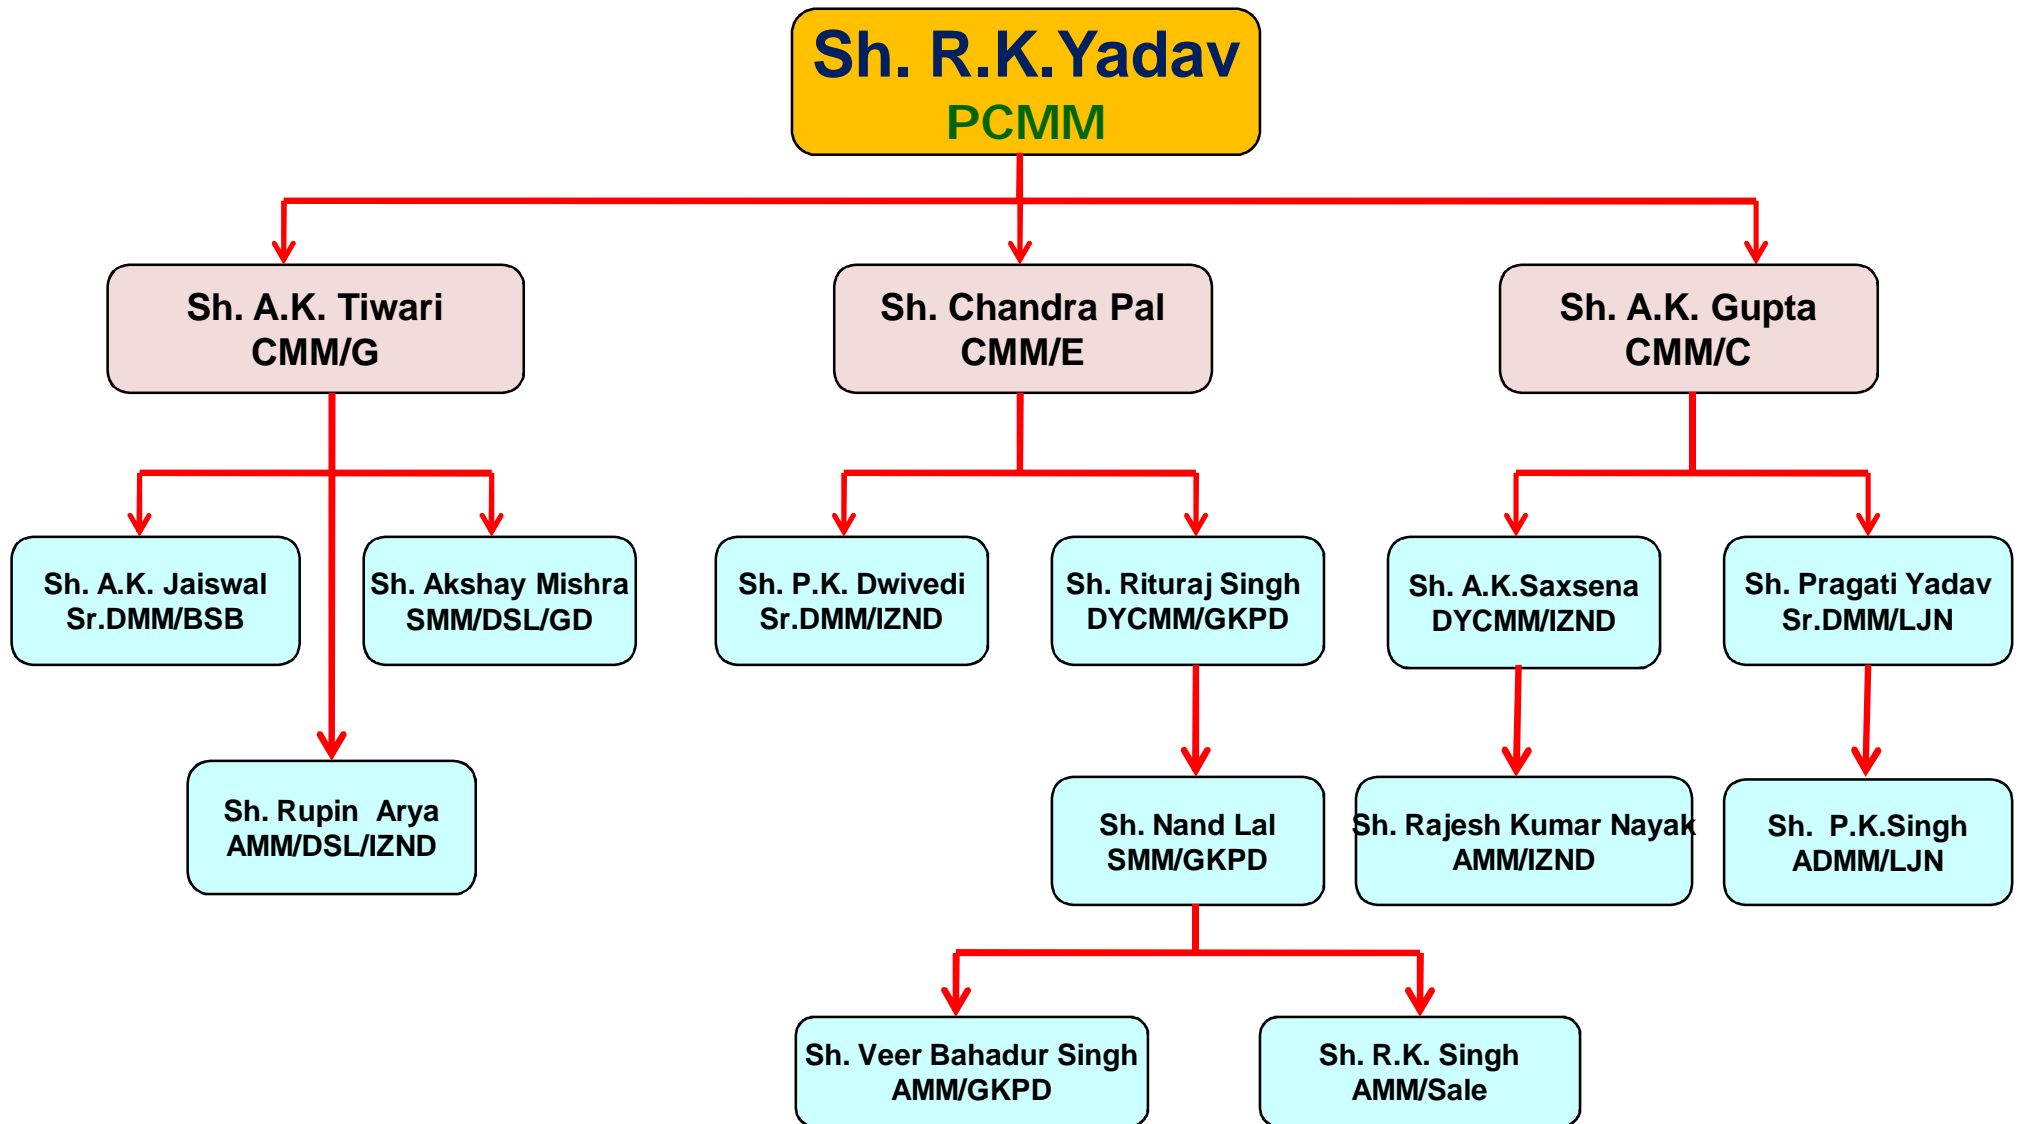 Sh. R.K.Yadav
PCMM
Sh. A.K. Tiwari
CMM/G
Sh. Chandra Pal
CMM/E
Sh. A.K. Gupta
CMM/C
Sh. A.K. Jaiswal
Sr.DMM/BSB
Sh. Akshay Mishra
SMM/DSL/GD
Sh. P.K. Dwivedi
Sr.DMM/IZND
Sh. Rituraj Singh
DYCMM/GKPD
Sh. A.K.Saxsena
DYCMM/IZND
Sh. Pragati Yadav
Sr.DMM/LJN
Sh. Rupin Arya
AMM/DSL/IZND
Sh. Nand Lal
SMM/GKPD
Sh. Rajesh Kumar Nayak
AMM/IZND
Sh. P.K.Singh
ADMM/LJN
Sh. Veer Bahadur Singh
AMM/GKPD
Sh. R.K. Singh
AMM/Sale